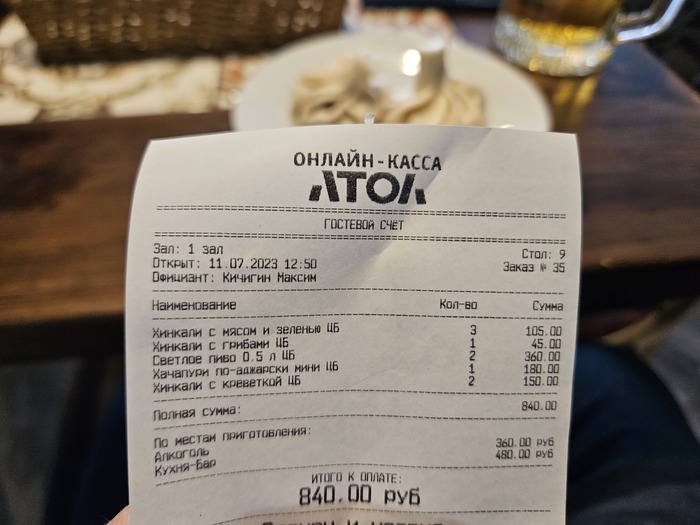 ОНЛАЙН-КАССА
АТОЛ
ГОСТЕВОЙ СЧЁТ
Зал: 1 зал Стол: 9
Открыт: 11.07.2023 12:50 Заказ № 35
Официант: Кичигин Максим
Наименование Кол-во Сумма
Хинкали с мясом и зеленью ЦБ 3 105.00
Хинкали с грибами ЦБ 1 45.00
Светлое пиво 0.5 л ЦБ 2 360.00
Хачапури по-аджарски мини ЦБ 1 180.00
Хинкали с креветкой ЦБ 2 150.00
Полная сумма: 840.00
По местам приготовления:
Алкоголь 360.00 руб
Кухня-Бар 480.00 руб
ИТОГО К ОПЛАТЕ:
840.00 руб